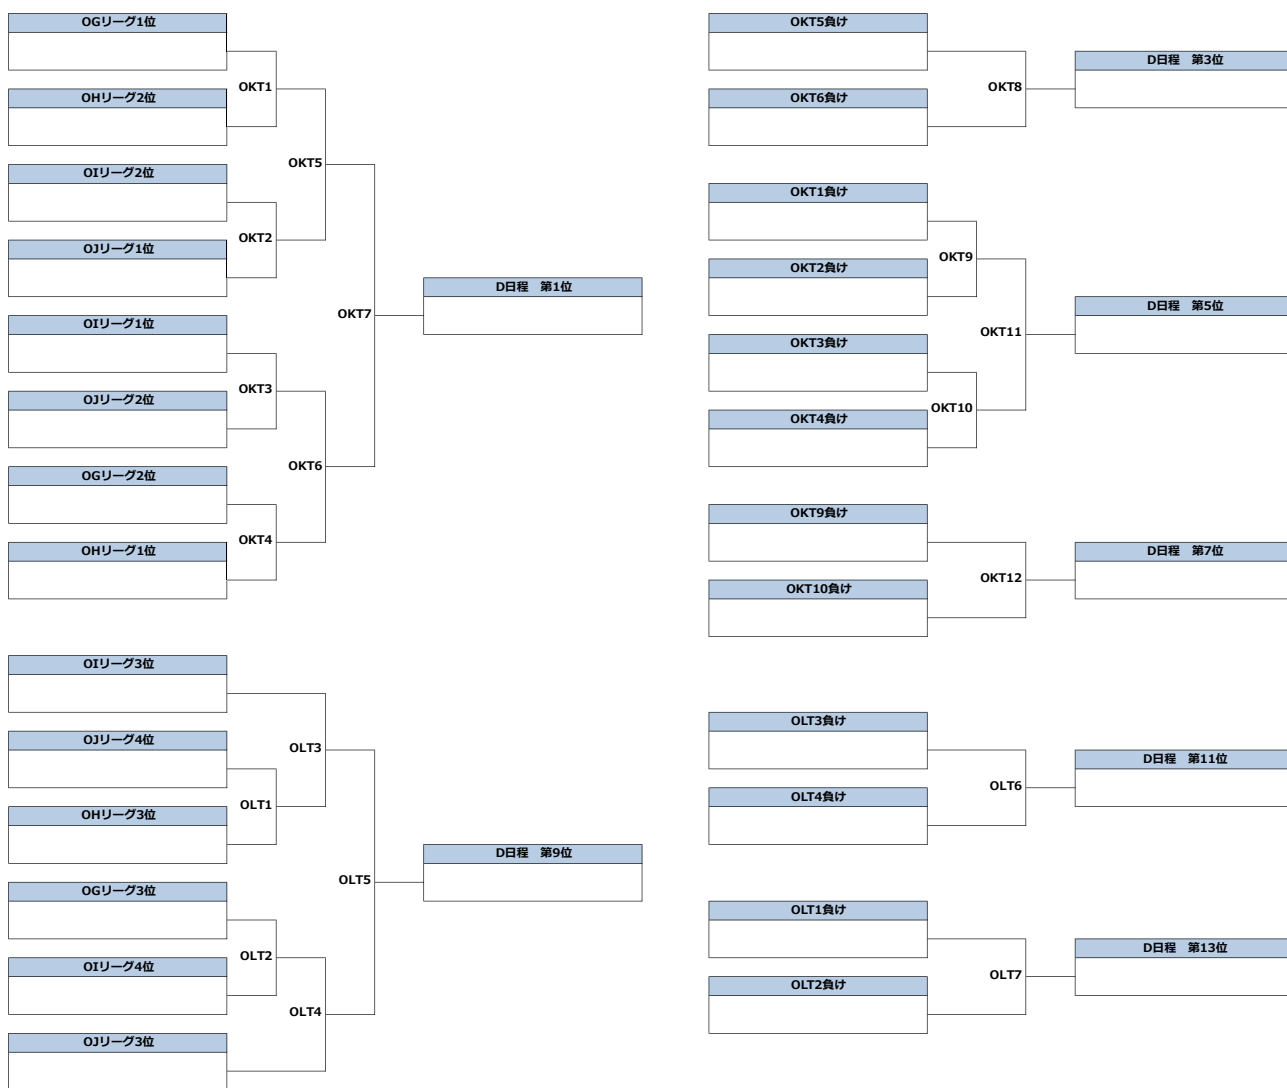 OGリーグ1位
OKT1
OHリーグ2位
OKT5
OIリーグ2位
OKT2
OJリーグ1位
OKT7
D日程　第1位
OIリーグ1位
OKT3
OJリーグ2位
OKT6
OGリーグ2位
OKT4
OHリーグ1位
OKT5負け
OKT8
D日程　第3位
OKT6負け
OKT1負け
OKT9
OKT2負け
OKT11
D日程　第5位
OKT3負け
OKT10
OKT4負け
OKT9負け
OKT12
D日程　第7位
OKT10負け
OIリーグ3位
OLT3
OJリーグ4位
OLT1
OHリーグ3位
OLT5
D日程　第9位
OGリーグ3位
OLT2
OIリーグ4位
OLT4
OJリーグ3位
OLT3負け
OLT6
D日程　第11位
OLT4負け
OLT1負け
OLT7
D日程　第13位
OLT2負け